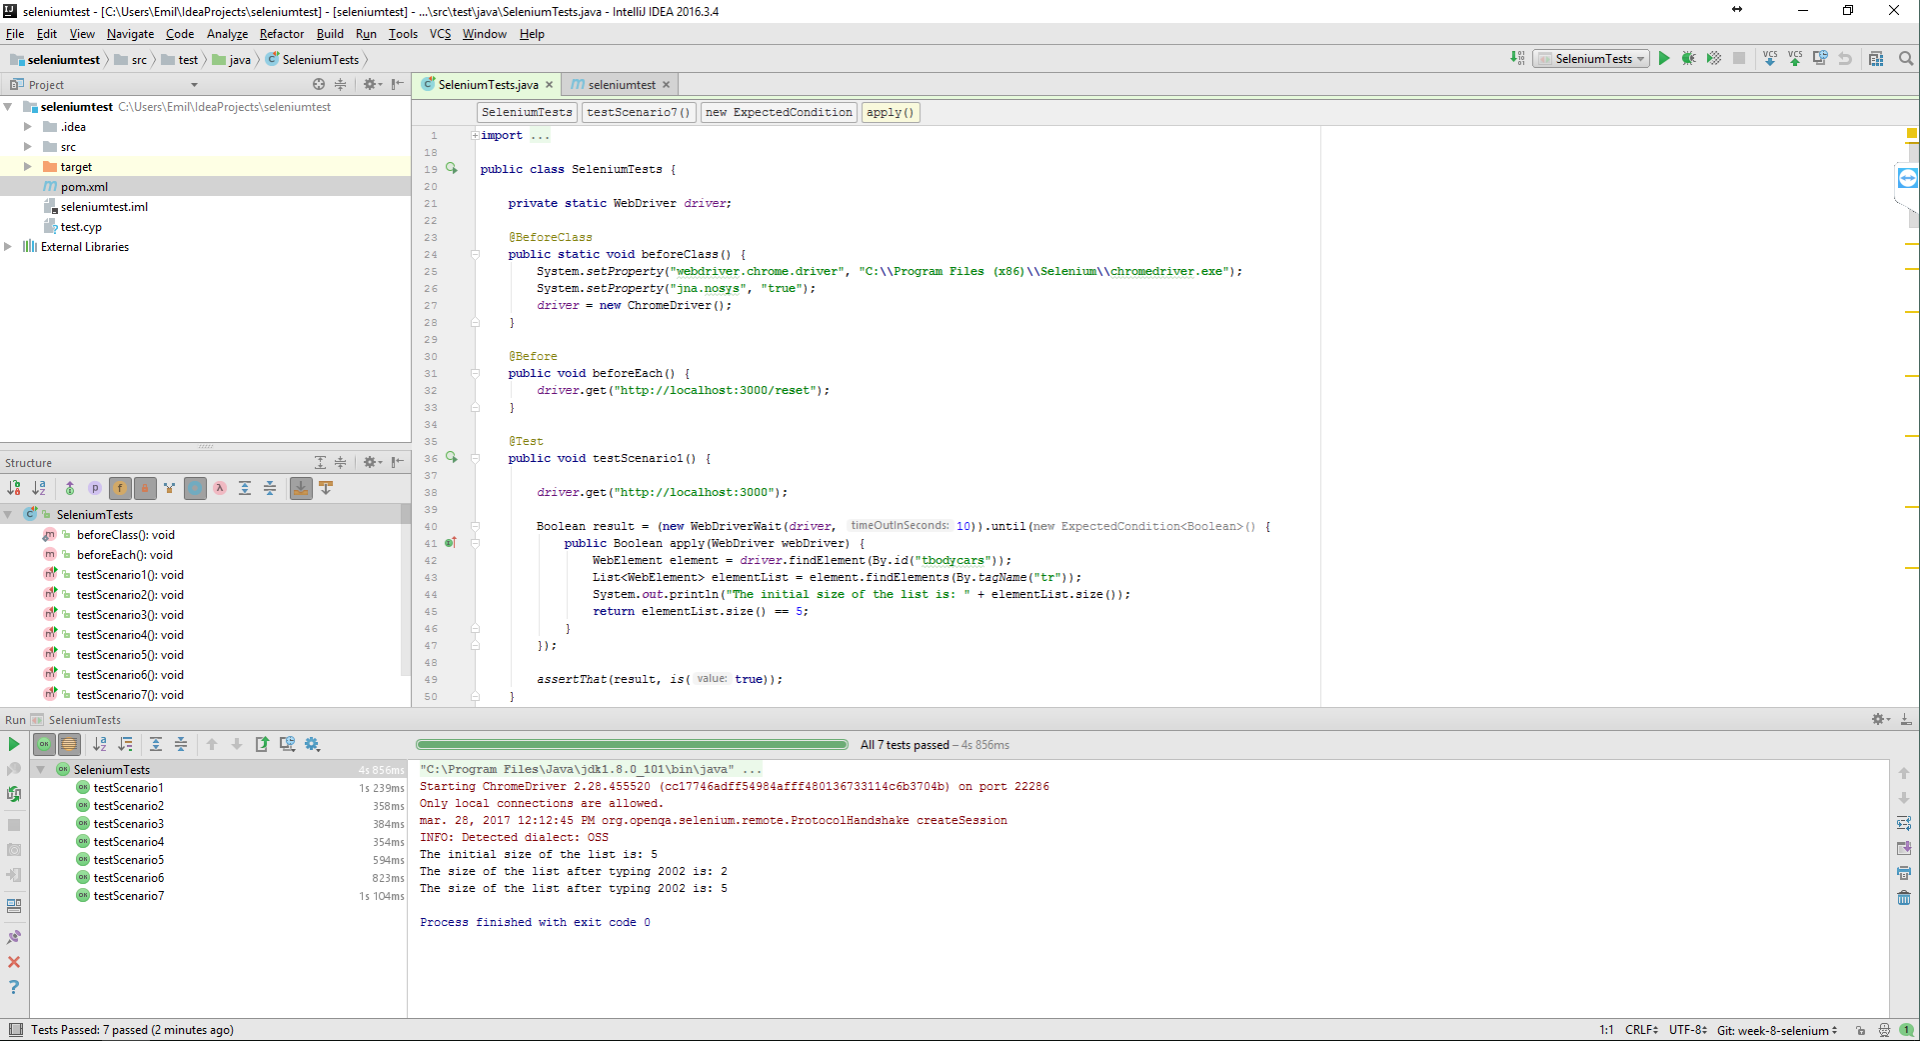 seleniumtest - [C:\Users\Emil\IdeaProjects\seleniumtest] - [seleniumtest] - ...\src\test\java\SeleniumTests.java - IntelliJ IDEA 2016.3.4
File Edit View Navigate Code Analyze Refactor Build Run Tools VCS Window Help
seleniumtest src test java SeleniumTests
SeleniumTests
VCS VCS
Project
SeleniumTests.java seleniumtest
seleniumtest C:\Users\Emil\IdeaProjects\seleniumtest
.idea
src
target
pom.xml
seleniumtest.iml
test.cyp
External Libraries
SeleniumTests testScenario7() new ExpectedCondition apply()
1 import ...
18
19 public class SeleniumTests {
20
21 private static WebDriver driver;
22
23 @BeforeClass
24 public static void beforeClass() {
25 System.setProperty("webdriver.chrome.driver", "C:\\Program Files (x86)\\Selenium\\chromedriver.exe");
26 System.setProperty("jna.nosys", "true");
27 driver = new ChromeDriver();
28 }
29
30 @Before
31 public void beforeEach() {
32 driver.get("http://localhost:3000/reset");
33 }
34
35 @Test
36 public void testScenario1() {
37
38 driver.get("http://localhost:3000");
39
40 Boolean result = (new WebDriverWait(driver, timeOutInSeconds: 10)).until(new ExpectedCondition<Boolean>() {
41 public Boolean apply(WebDriver webDriver) {
42 WebElement element = driver.findElement(By.id("tbodycars"));
43 List<WebElement> elementList = element.findElements(By.tagName("tr"));
44 System.out.println("The initial size of the list is: " + elementList.size());
45 return elementList.size() == 5;
46 }
47 });
48
49 assertThat(result, is( value: true));
50 }
Structure
SeleniumTests
beforeClass(): void
beforeEach(): void
testScenario1(): void
testScenario2(): void
testScenario3(): void
testScenario4(): void
testScenario5(): void
testScenario6(): void
testScenario7(): void
Run SeleniumTests
All 7 tests passed – 4s 856ms
SeleniumTests 4s 856ms
testScenario1 1s 239ms
testScenario2 358ms
testScenario3 384ms
testScenario4 354ms
testScenario5 594ms
testScenario6 823ms
testScenario7 1s 104ms
"C:\Program Files\Java\jdk1.8.0_101\bin\java" ...
Starting ChromeDriver 2.28.455520 (cc17746adff54984afff480136733114c6b3704b) on port 22286
Only local connections are allowed.
mar. 28, 2017 12:12:45 PM org.openqa.selenium.remote.ProtocolHandshake createSession
INFO: Detected dialect: OSS
The initial size of the list is: 5
The size of the list after typing 2002 is: 2
The size of the list after typing 2002 is: 5
Process finished with exit code 0
Tests Passed: 7 passed (2 minutes ago)
1:1 CRLF UTF-8 Git: week-8-selenium 1